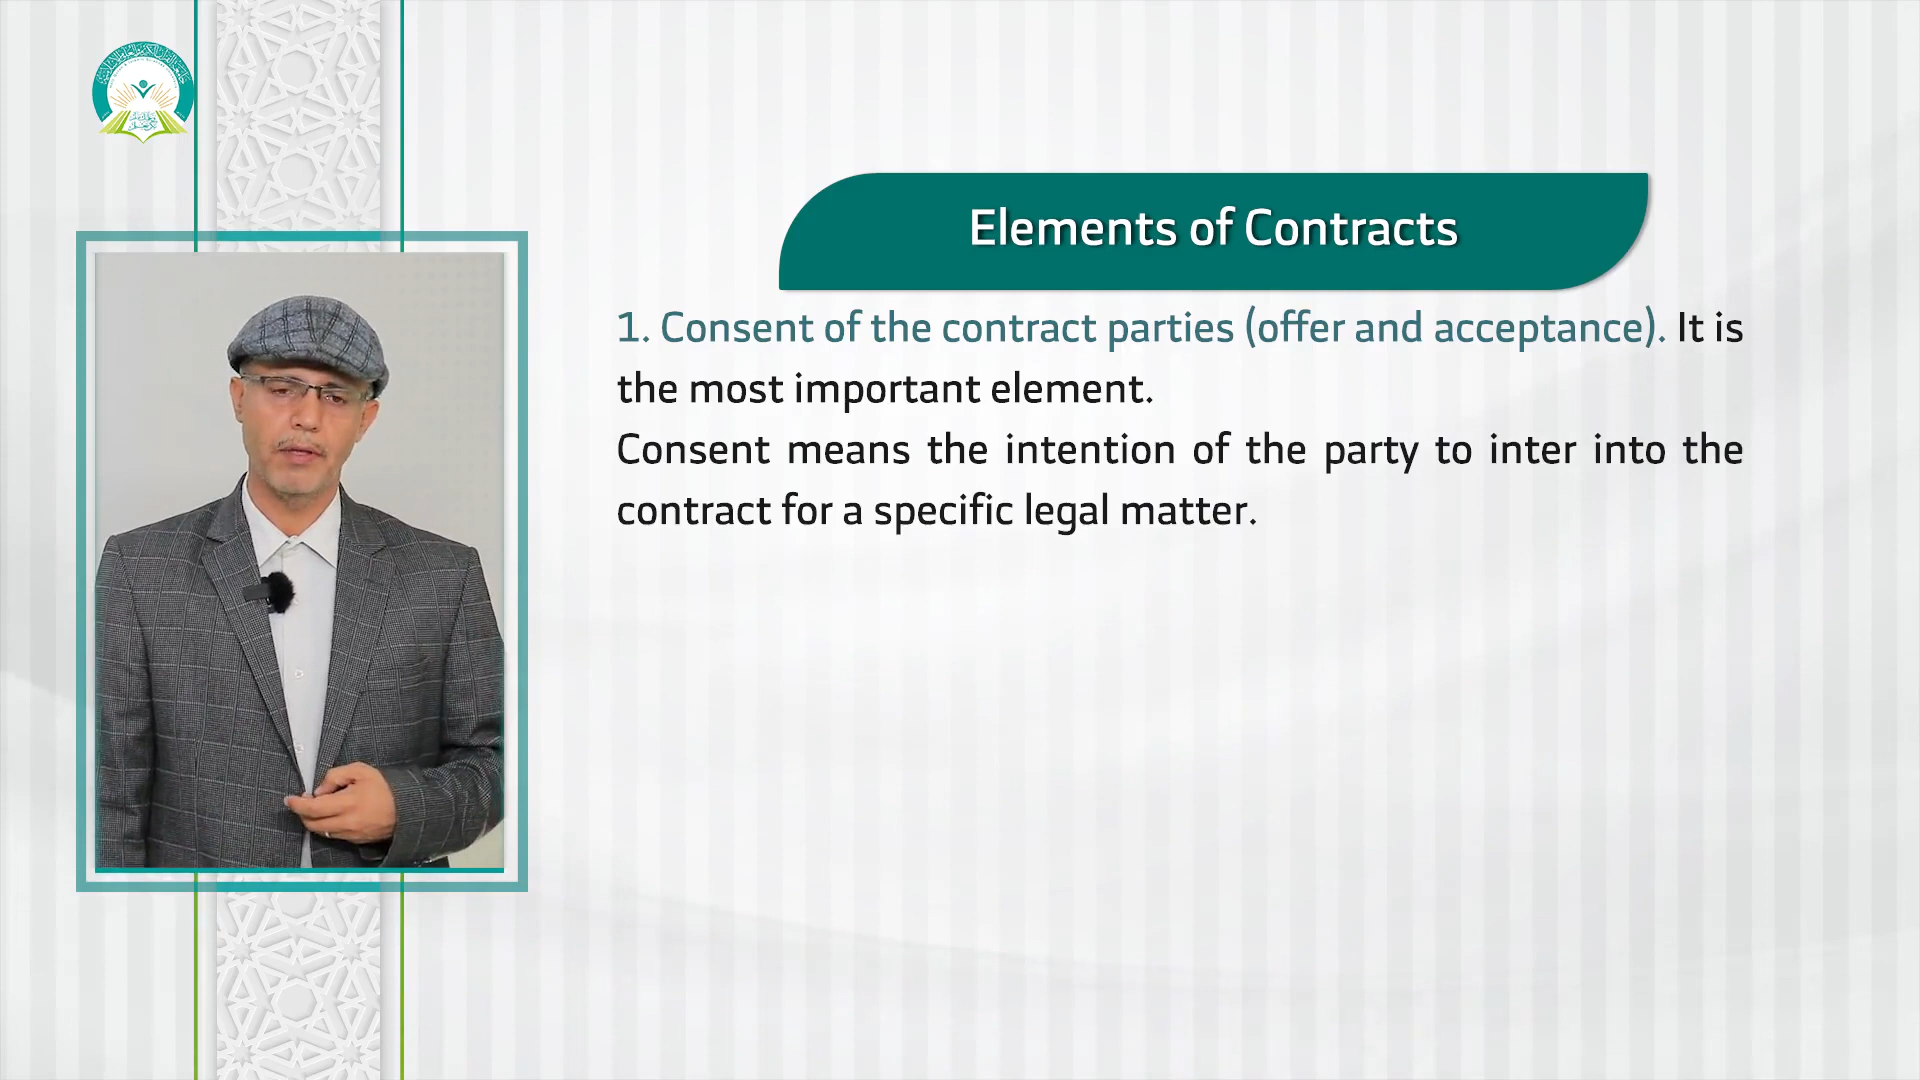 Elements of Contracts
1. Consent of the contract parties (offer and acceptance). It is
the most important element.
Consent means the intention of the party to inter into the
contract for a specific legal matter.